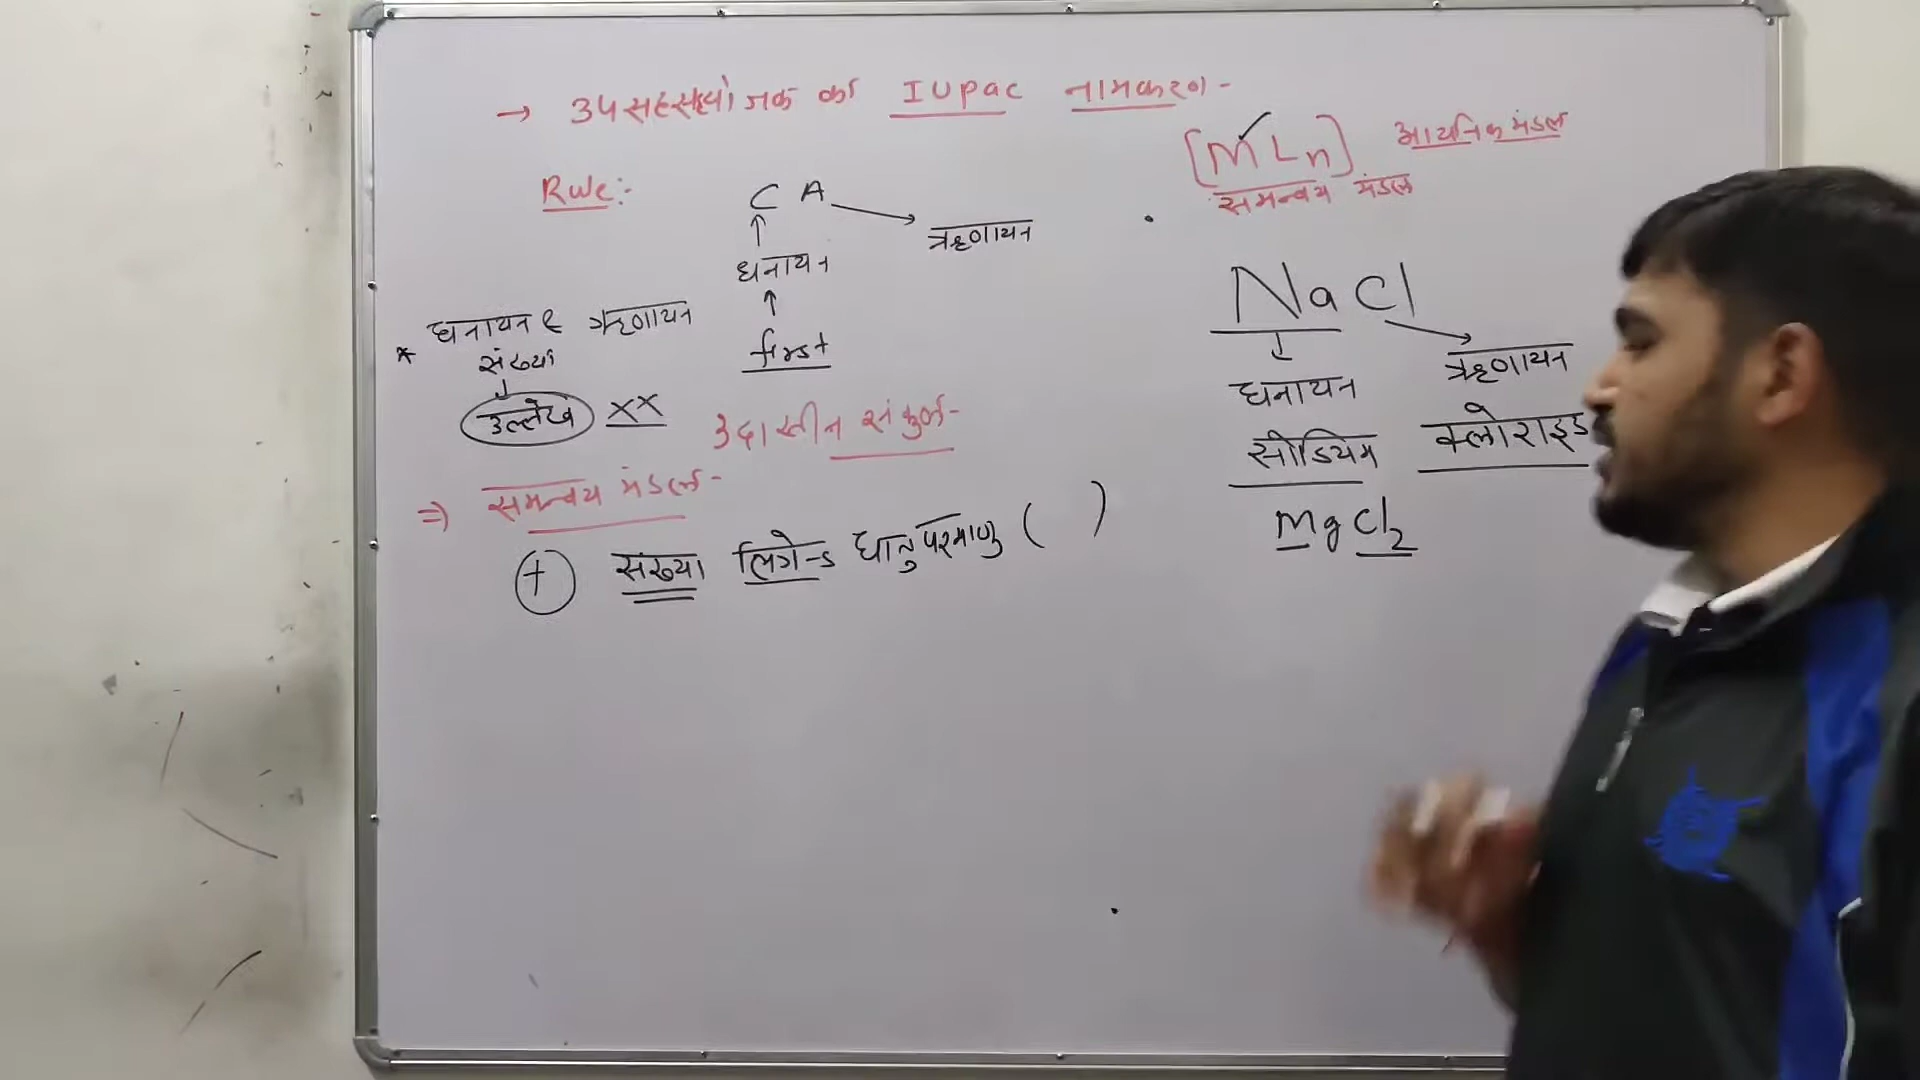 → उपसहसंयोजक का IUPAC नामकरण -
[MLn] ✓ आयनिक मंडल
समन्वय मंडल
Rule:-
C A → ऋणायन
↑
धनायन
↑
first
* धनायन व ऋणायन
संख्या
↓
उल्लेख XX
NaCl
↓
धनायन
सोडियम
ऋणायन
क्लोराइड
MgCl2
उदासीन संकुल-
⇒ समन्वय मंडल-
+ संख्या लिगेन्ड धातु परमाणु ( )